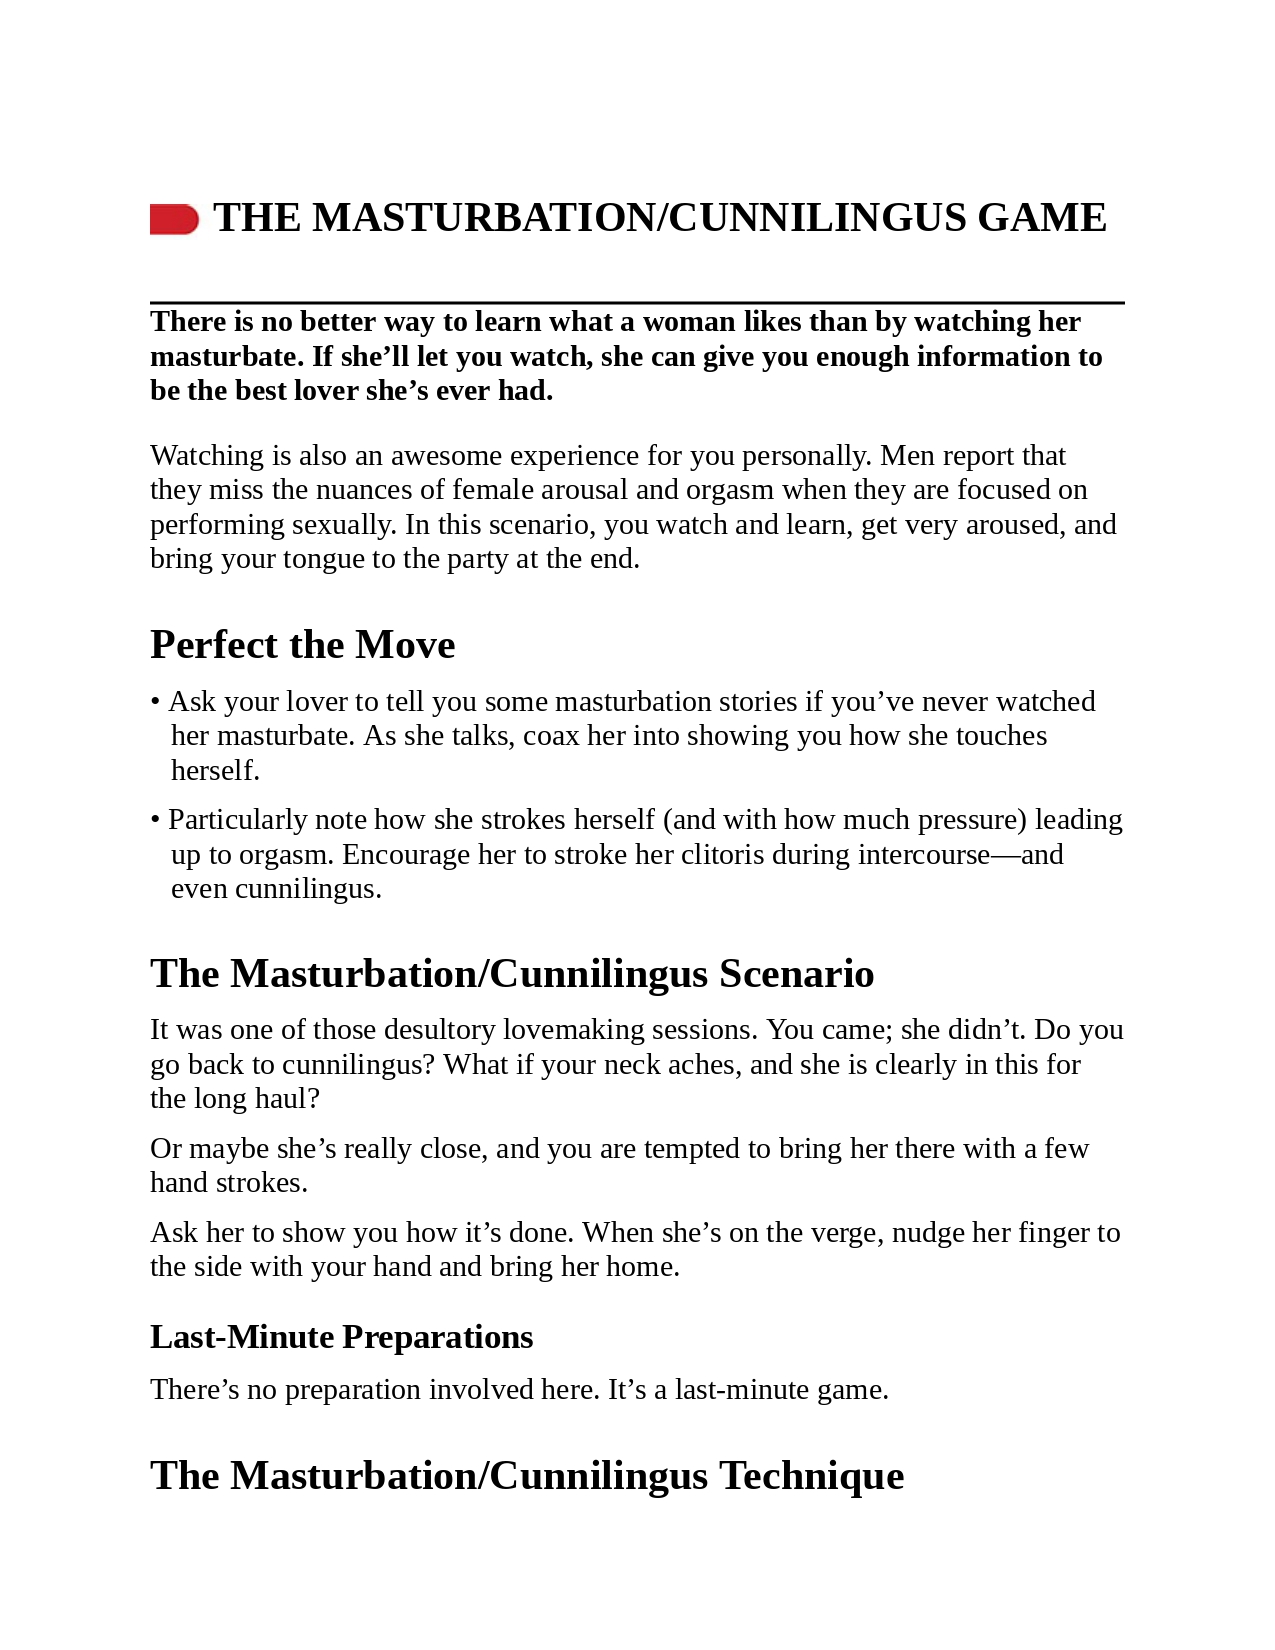 THE MASTURBATION/CUNNILINGUS GAME
There is no better way to learn what a woman likes than by watching her
masturbate. If she’ll let you watch, she can give you enough information to
be the best lover she’s ever had.
Watching is also an awesome experience for you personally. Men report that
they miss the nuances of female arousal and orgasm when they are focused on
performing sexually. In this scenario, you watch and learn, get very aroused, and
bring your tongue to the party at the end.
Perfect the Move
• Ask your lover to tell you some masturbation stories if you’ve never watched
her masturbate. As she talks, coax her into showing you how she touches
herself.
• Particularly note how she strokes herself (and with how much pressure) leading
up to orgasm. Encourage her to stroke her clitoris during intercourse—and
even cunnilingus.
The Masturbation/Cunnilingus Scenario
It was one of those desultory lovemaking sessions. You came; she didn’t. Do you
go back to cunnilingus? What if your neck aches, and she is clearly in this for
the long haul?
Or maybe she’s really close, and you are tempted to bring her there with a few
hand strokes.
Ask her to show you how it’s done. When she’s on the verge, nudge her finger to
the side with your hand and bring her home.
Last-Minute Preparations
There’s no preparation involved here. It’s a last-minute game.
The Masturbation/Cunnilingus Technique